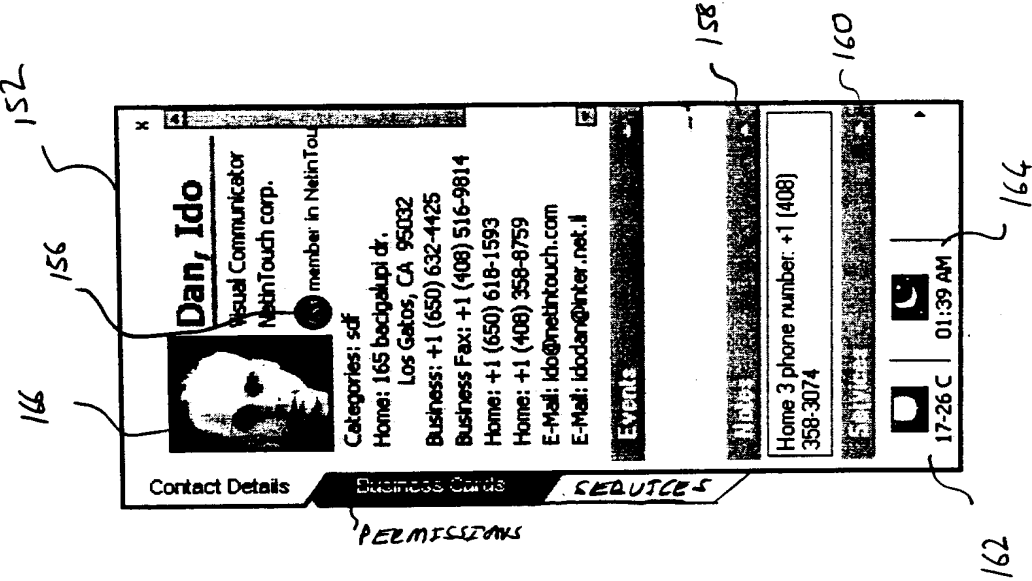 152
166
156
Contact Details
Business Cards
SERVICES
PERMISSIONS
x
Dan, Ido
Visual Communicator
NetinTouch corp.
member in NetinTou
Categories: sdf
Home: 165 bacigalupi dr.
Los Gatos, CA 95032
Business: +1 (650) 632-4425
Business Fax: +1 (408) 516-9814
Home: +1 (650) 618-1593
Home: +1 (408) 358-8759
E-Mail: ido@netintouch.com
E-Mail: idodan@inter.net.il
Events
News
158
Home 3 phone number: +1 (408)
358-3074
Services
160
17-26 C
01:39 AM
162
164